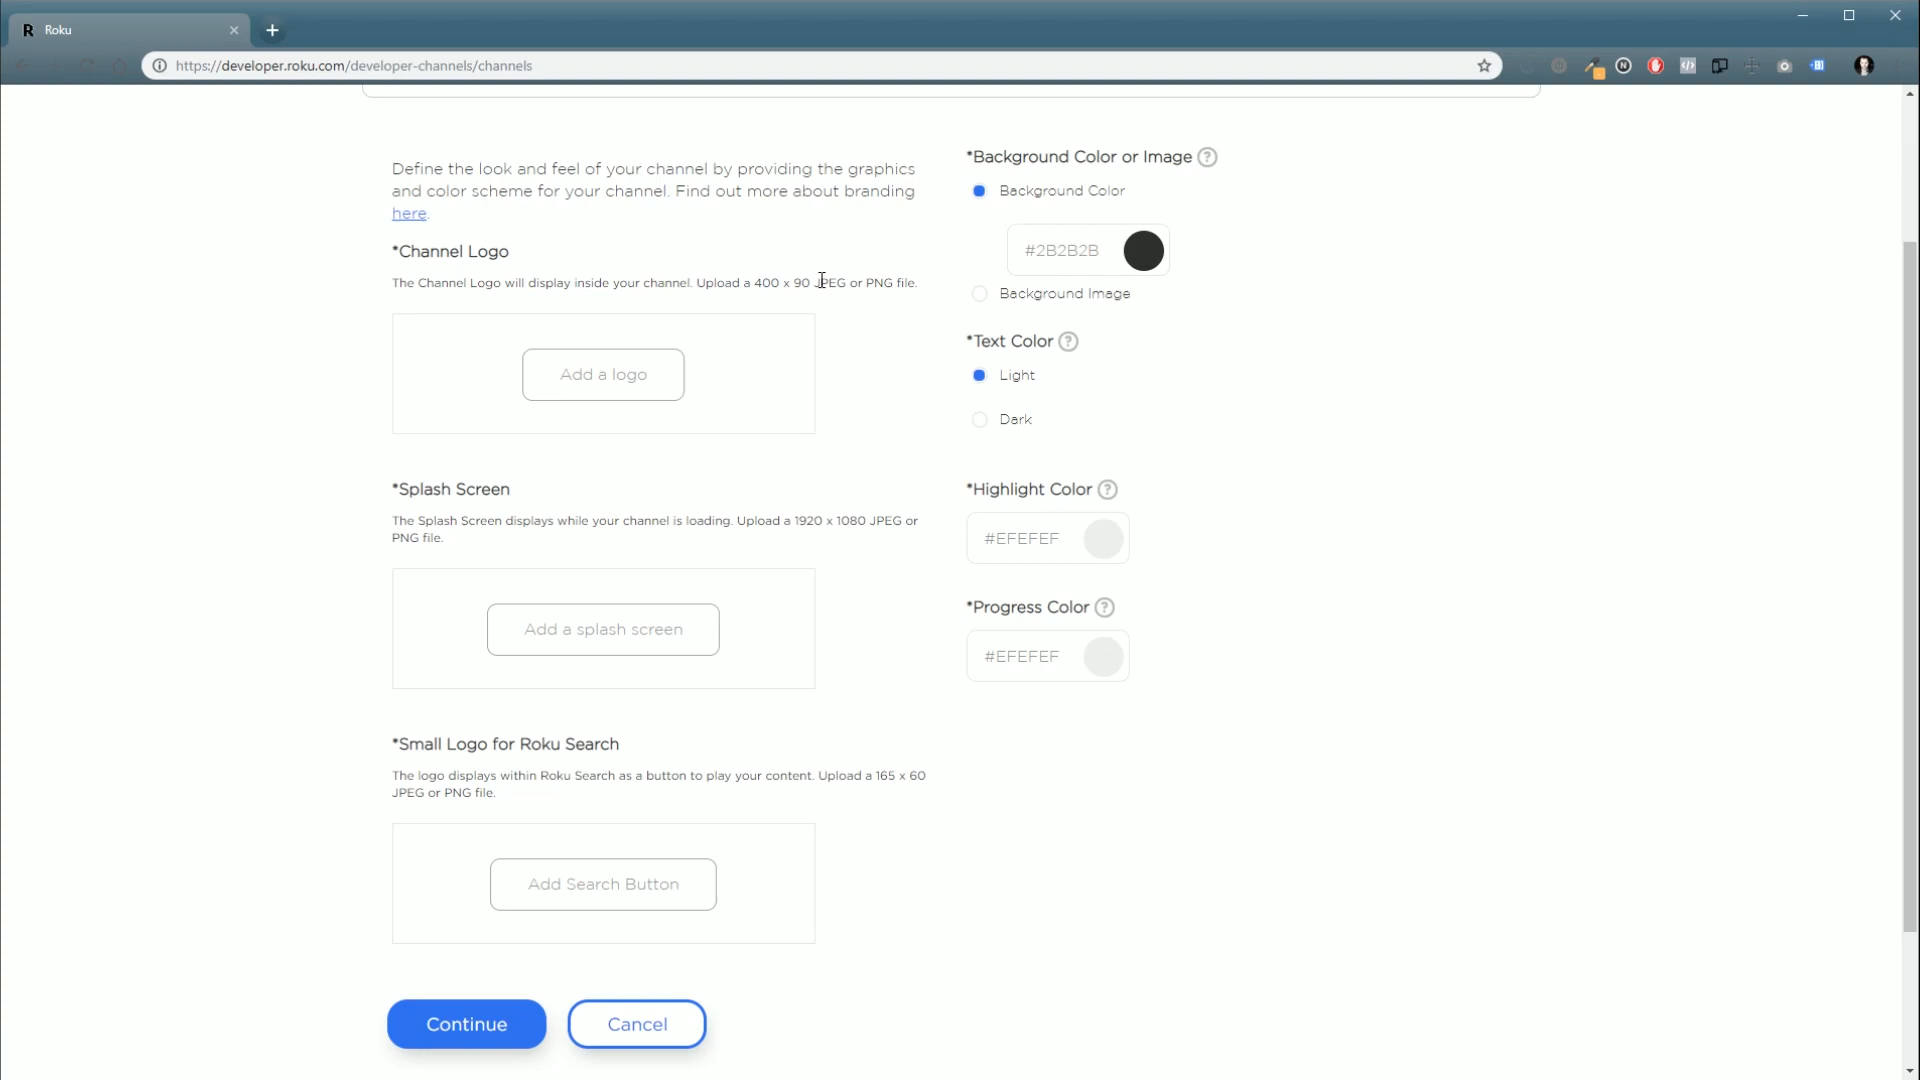 Roku
https://developer.roku.com/developer-channels/channels
Define the look and feel of your channel by providing the graphics
and color scheme for your channel. Find out more about branding
here.
*Channel Logo
The Channel Logo will display inside your channel. Upload a 400 x 90 JPEG or PNG file.
Add a logo
*Splash Screen
The Splash Screen displays while your channel is loading. Upload a 1920 x 1080 JPEG or
PNG file.
Add a splash screen
*Small Logo for Roku Search
The logo displays within Roku Search as a button to play your content. Upload a 165 x 60
JPEG or PNG file.
Add Search Button
Continue
Cancel
*Background Color or Image ?
Background Color
#2B2B2B
Background Image
*Text Color ?
Light
Dark
*Highlight Color ?
#EFEFEF
*Progress Color ?
#EFEFEF